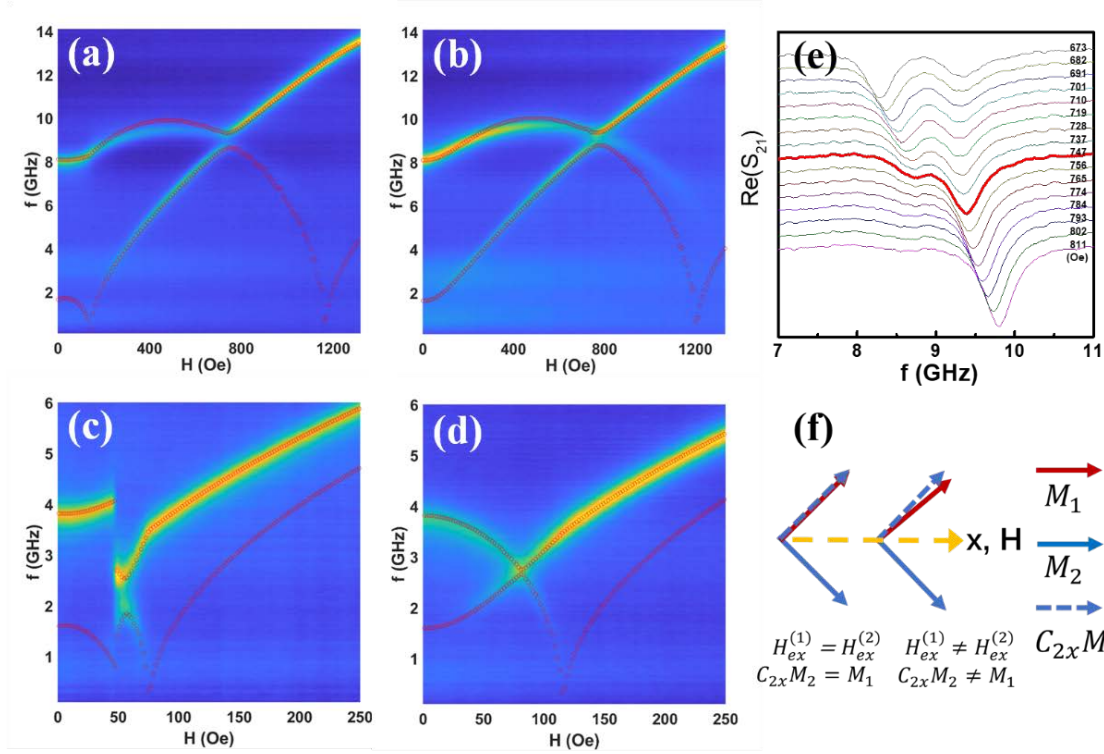 (a)
14
12
10
8
6
4
2
f (GHz)
0 400 800 1200
H (Oe)
(b)
14
12
10
8
6
4
2
f (GHz)
0 400 800 1200
H (Oe)
(e)
Re(S₂₁)
673
682
691
701
710
719
728
737
747
756
765
774
784
793
802
811
(Oe)
7 8 9 10 11
f (GHz)
(c)
6
5
4
3
2
1
f (GHz)
0 50 100 150 200 250
H (Oe)
(d)
6
5
4
3
2
1
f (GHz)
0 50 100 150 200 250
H (Oe)
(f)
x, H
M₁
M₂
C₂ₓM
H_{ex}^{(1)} = H_{ex}^{(2)} H_{ex}^{(1)} ≠ H_{ex}^{(2)}
C₂ₓM₂ = M₁ C₂ₓM₂ ≠ M₁